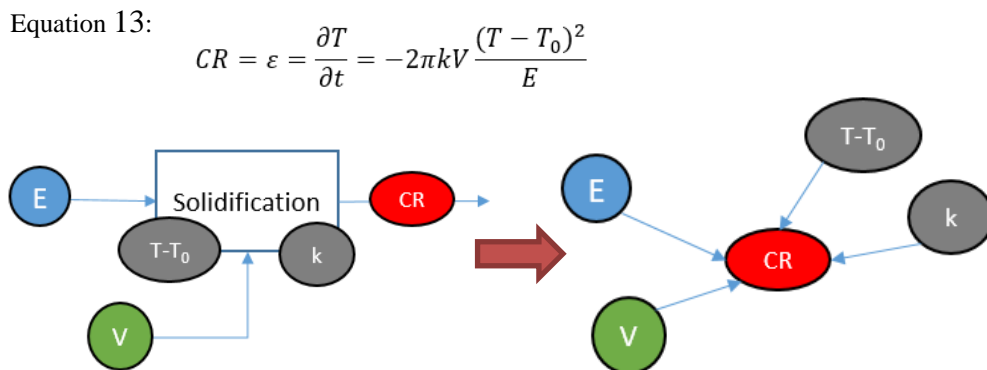 Equation 13:
CR = ε = ∂T/∂t = −2πkV (T − T₀)²/E
E
Solidification
CR
T-T₀
k
V
T-T₀
E
k
CR
V